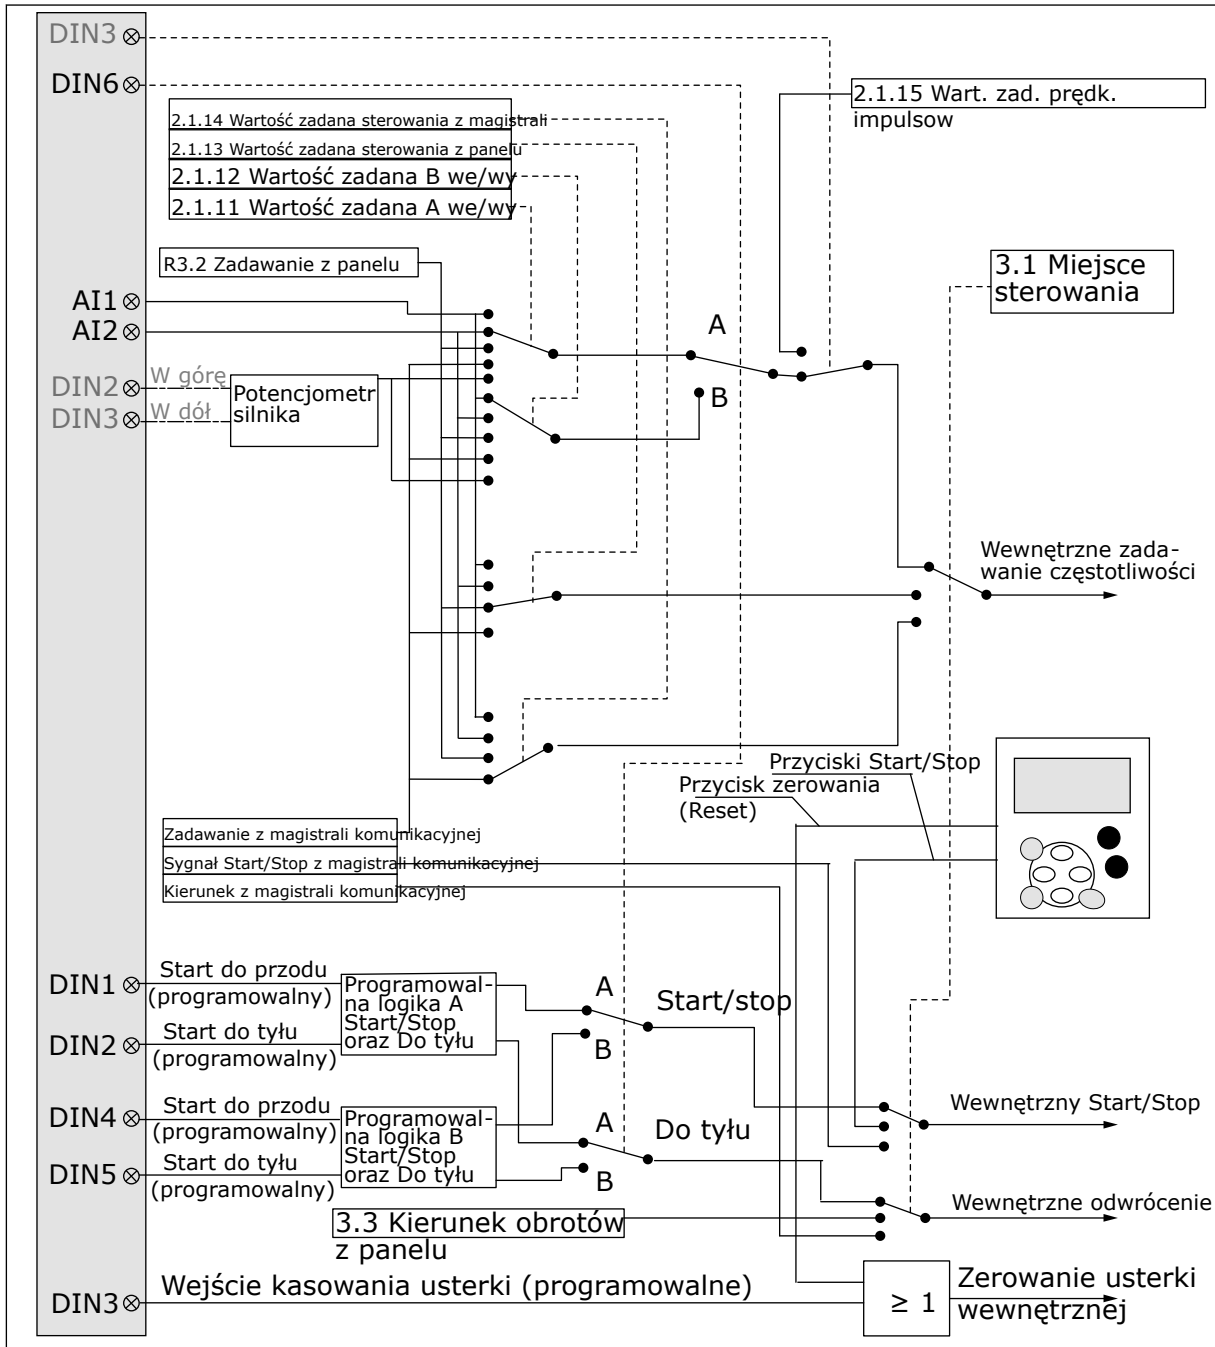 DIN3
DIN6
2.1.15 Wart. zad. prędk.
impulsow
2.1.14 Wartość zadana sterowania z magistrali
2.1.13 Wartość zadana sterowania z panelu
2.1.12 Wartość zadana B we/wy
2.1.11 Wartość zadana A we/wy
R3.2 Zadawanie z panelu
3.1 Miejsce
sterowania
AI1
AI2
A
DIN2
W górę
DIN3
W dół
Potencjometr
silnika
B
Wewnętrzne zada-
wanie częstotliwości
Przyciski Start/Stop
Przycisk zerowania
(Reset)
Zadawanie z magistrali komunikacyjnej
Sygnał Start/Stop z magistrali komunikacyjnej
Kierunek z magistrali komunikacyjnej
DIN1
Start do przodu
(programowalny)
DIN2
Start do tyłu
(programowalny)
Programowal-
na logika A
Start/Stop
oraz Do tyłu
A
B
Start/stop
DIN4
Start do przodu
(programowalny)
DIN5
Start do tyłu
(programowalny)
Programowal-
na logika B
Start/Stop
oraz Do tyłu
A
B
Do tyłu
Wewnętrzny Start/Stop
3.3 Kierunek obrotów
z panelu
Wewnętrzne odwrócenie
DIN3
Wejście kasowania usterki (programowalne)
≥ 1
Zerowanie usterki
wewnętrznej